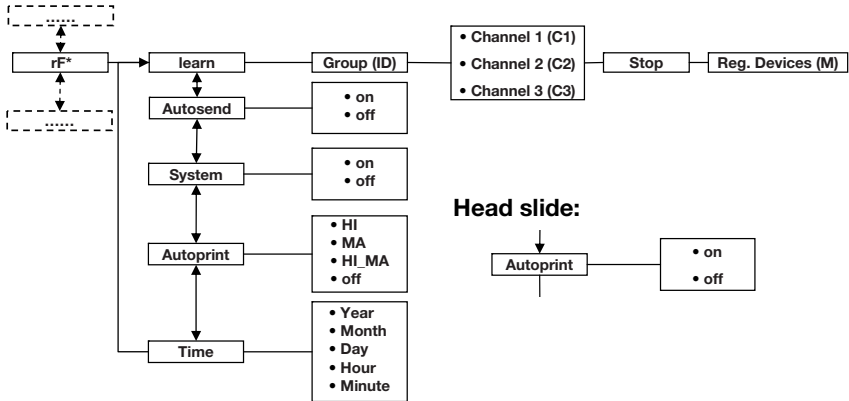 ......
rF*
......
learn
Group (ID)
• Channel 1 (C1)
• Channel 2 (C2)
• Channel 3 (C3)
Stop
Reg. Devices (M)
Autosend
• on
• off
System
• on
• off
Autoprint
• HI
• MA
• HI_MA
• off
Time
• Year
• Month
• Day
• Hour
• Minute
Head slide:
Autoprint
• on
• off